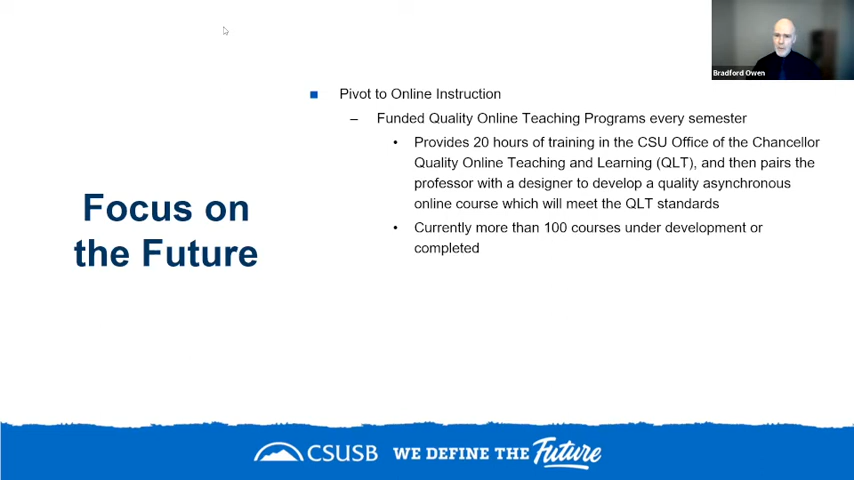 Bradford Owen
Pivot to Online Instruction
– Funded Quality Online Teaching Programs every semester
• Provides 20 hours of training in the CSU Office of the Chancellor
Quality Online Teaching and Learning (QLT), and then pairs the
professor with a designer to develop a quality asynchronous
online course which will meet the QLT standards
• Currently more than 100 courses under development or
completed
Focus on
the Future
CSUSB WE DEFINE THE Future